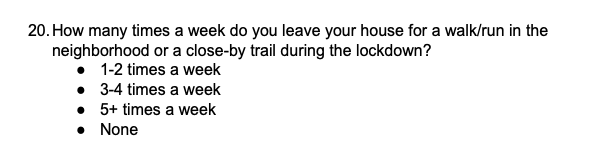 20. How many times a week do you leave your house for a walk/run in the
neighborhood or a close-by trail during the lockdown?
● 1-2 times a week
● 3-4 times a week
● 5+ times a week
● None